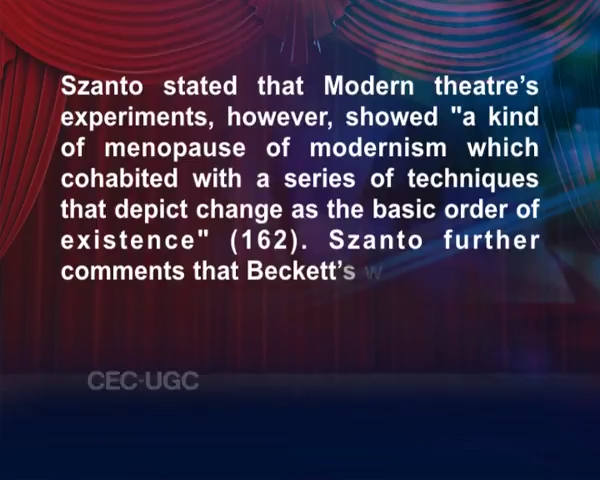 Szanto stated that Modern theatre's
experiments, however, showed "a kind
of menopause of modernism which
cohabited with a series of techniques
that depict change as the basic order of
existence" (162). Szanto further
comments that Beckett's w
CEC-UGC